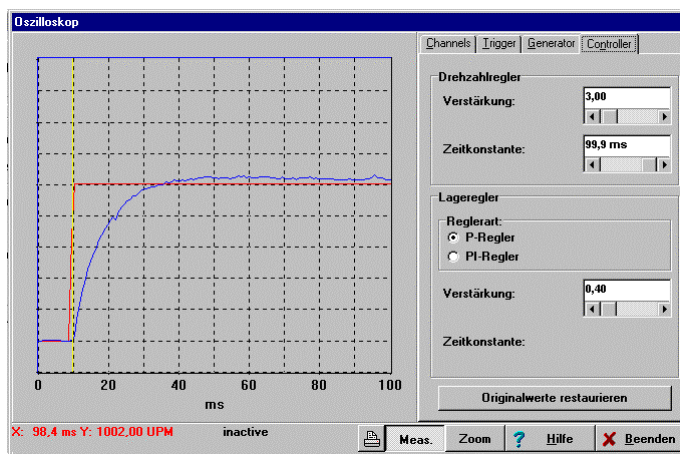 Oszilloskop
Channels Trigger Generator Controller
Drehzahlregler
Verstärkung:
3,00
Zeitkonstante:
99,9 ms
Lageregler
Reglerart:
P-Regler
PI-Regler
Verstärkung:
0,40
Zeitkonstante:
Originalwerte restaurieren
0 20 40 60 80 100
ms
X: 98,4 ms Y: 1002,00 UPM inactive
Meas. Zoom ? Hilfe Beenden